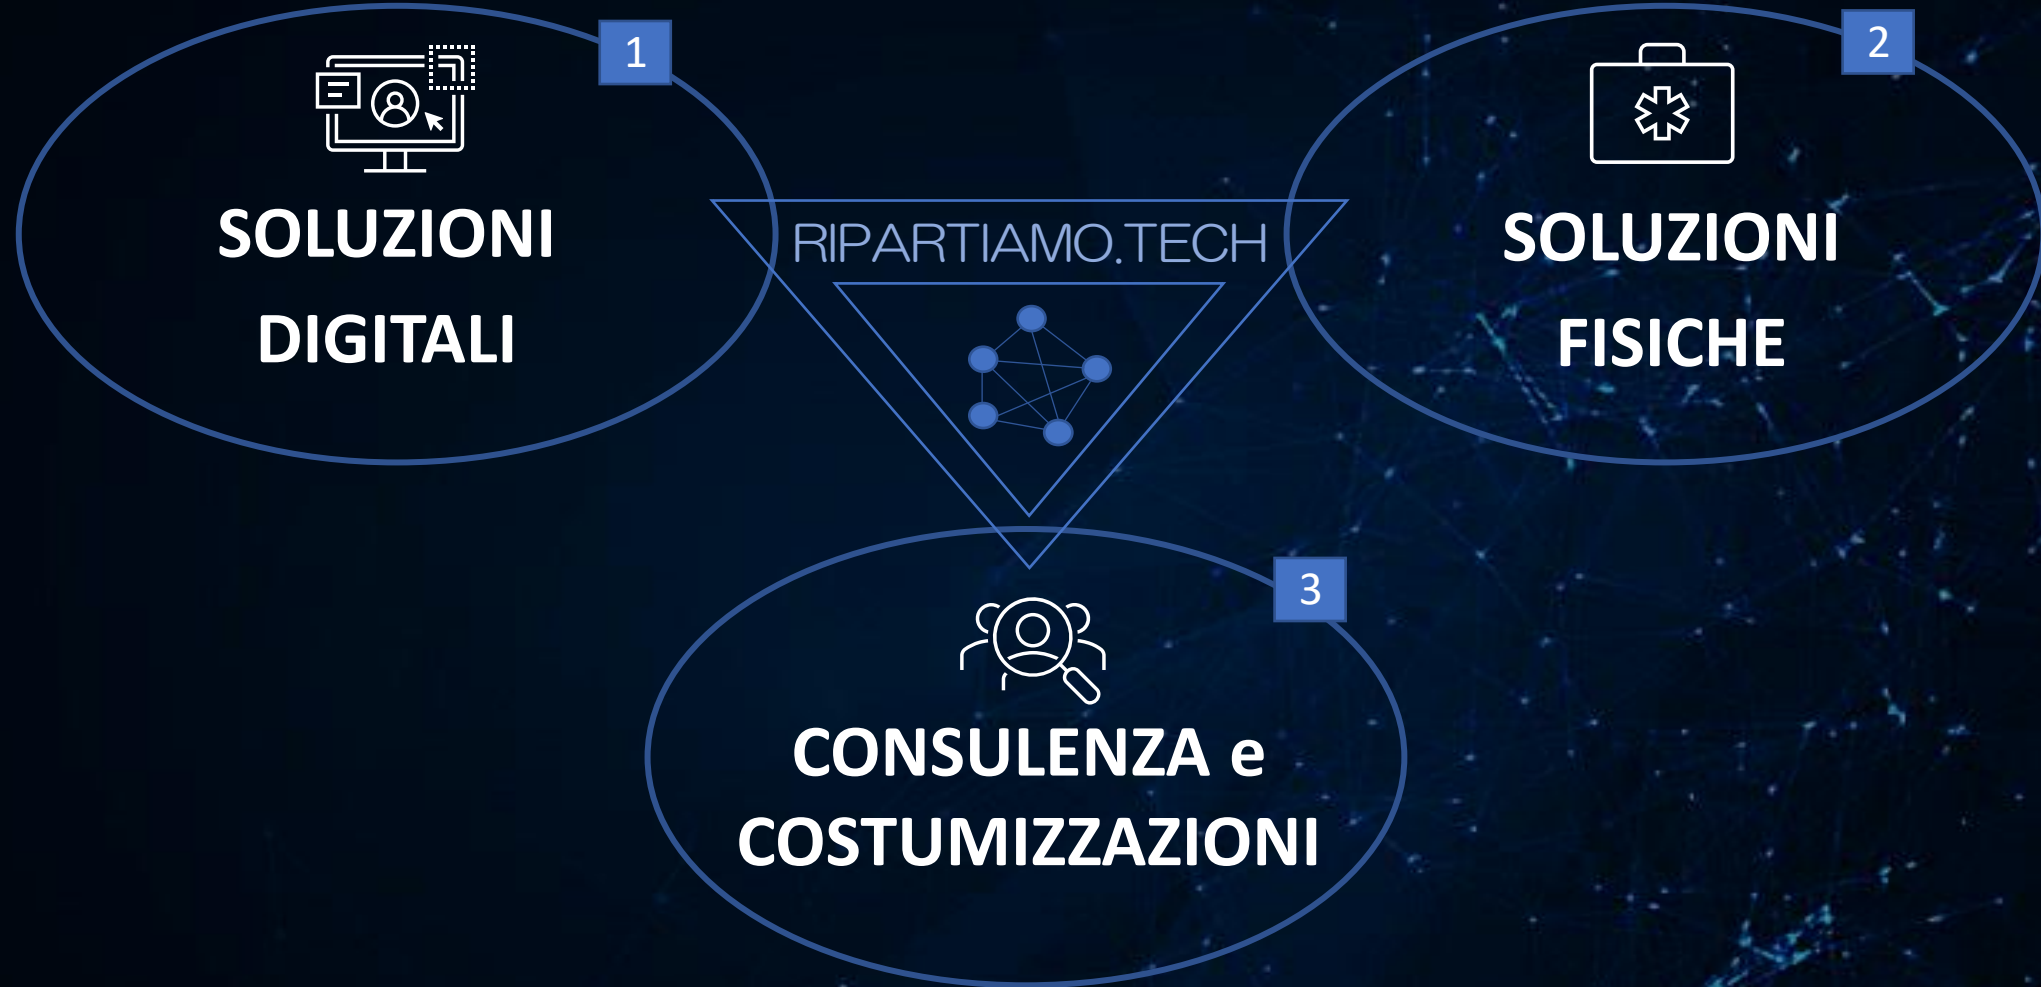 1
SOLUZIONI
DIGITALI
2
SOLUZIONI
FISICHE
RIPARTIAMO.TECH
3
CONSULENZA e
COSTUMIZZAZIONI